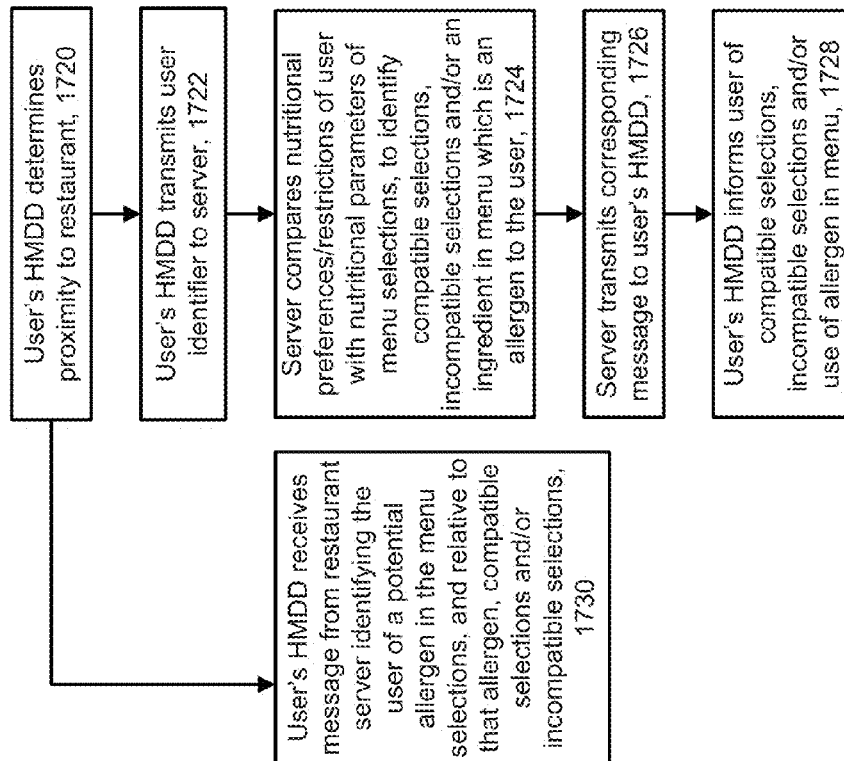 User's HMDD determines
proximity to restaurant, 1720
User's HMDD transmits user
identifier to server, 1722
Server compares nutritional
preferences/restrictions of user
with nutritional parameters of
menu selections, to identify
compatible selections,
incompatible selections and/or an
ingredient in menu which is an
allergen to the user, 1724
Server transmits corresponding
message to user's HMDD, 1726
User's HMDD informs user of
compatible selections,
incompatible selections and/or
use of allergen in menu, 1728
User's HMDD receives
message from restaurant
server identifying the
user of a potential
allergen in the menu
selections, and relative to
that allergen, compatible
selections and/or
incompatible selections,
1730